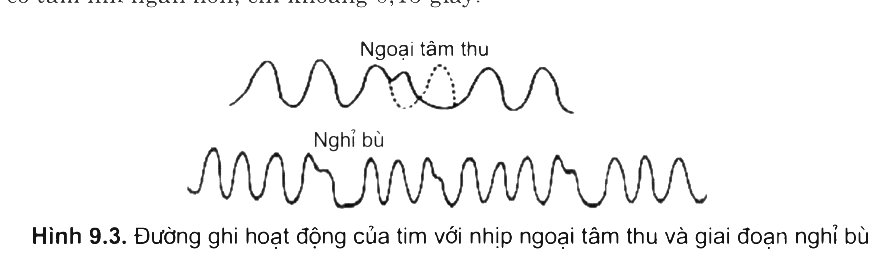 Ngoại tâm thu
Nghỉ bù
Hình 9.3. Đường ghi hoạt động của tim với nhịp ngoại tâm thu và giai đoạn nghỉ bù